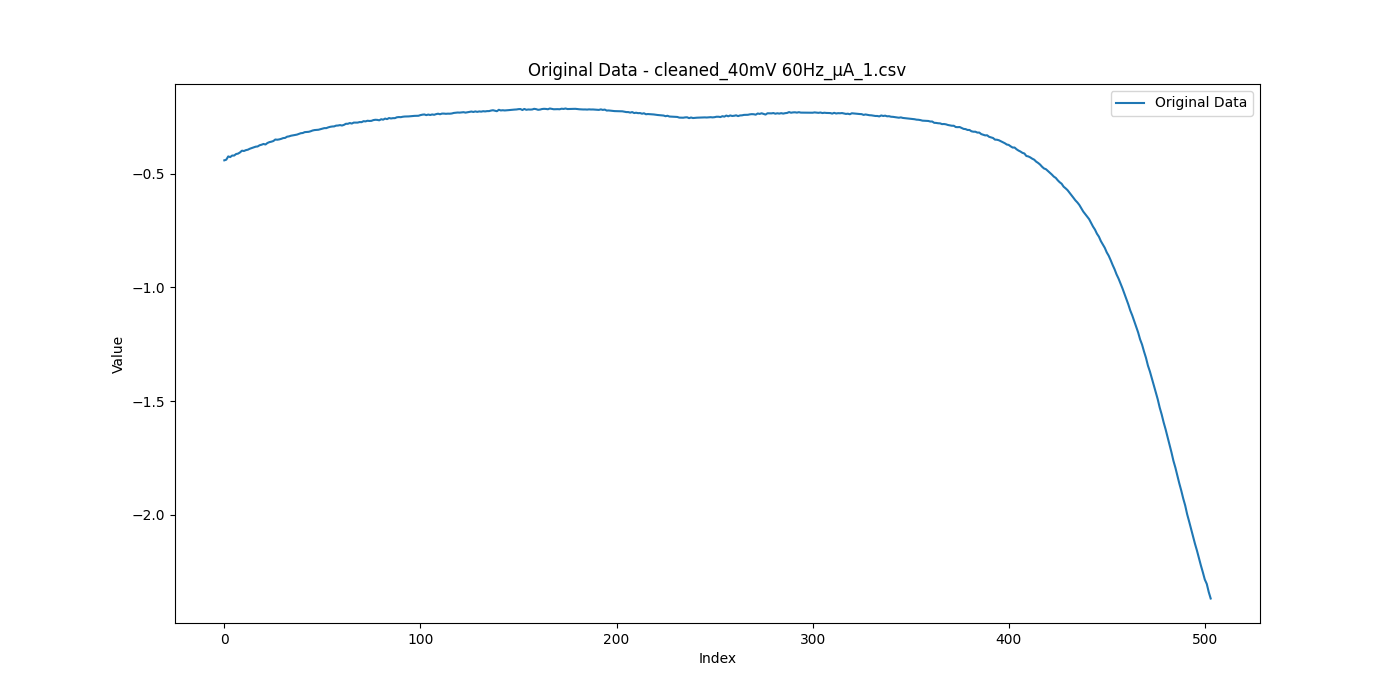 Original Data - cleaned_40mV 60Hz_µA_1.csv
Original Data
−0.5
−1.0
−1.5
−2.0
Value
0 100 200 300 400 500
Index